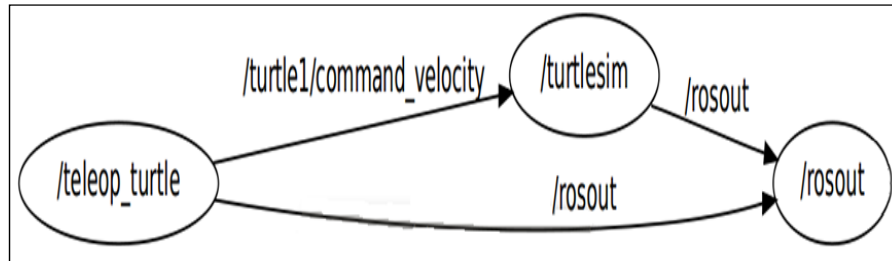 /turtle1/command_velocity
/turtlesim
/rosout
/teleop_turtle
/rosout
/rosout